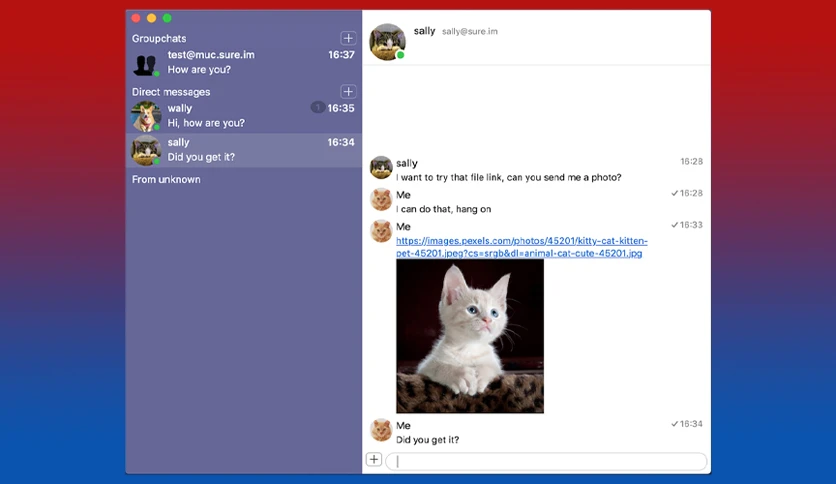 Groupchats
test@muc.sure.im 16:37
How are you?
Direct messages
wally 1 16:35
Hi, how are you?
sally 16:34
Did you get it?
From unknown
sally sally@sure.im
sally 16:28
I want to try that file link, can you send me a photo?
Me ✓16:28
I can do that, hang on
Me ✓16:33
https://images.pexels.com/photos/45201/kitty-cat-kitten-
pet-45201.jpeg?cs=srgb&dl=animal-cat-cute-45201.jpg
Me ✓16:34
Did you get it?